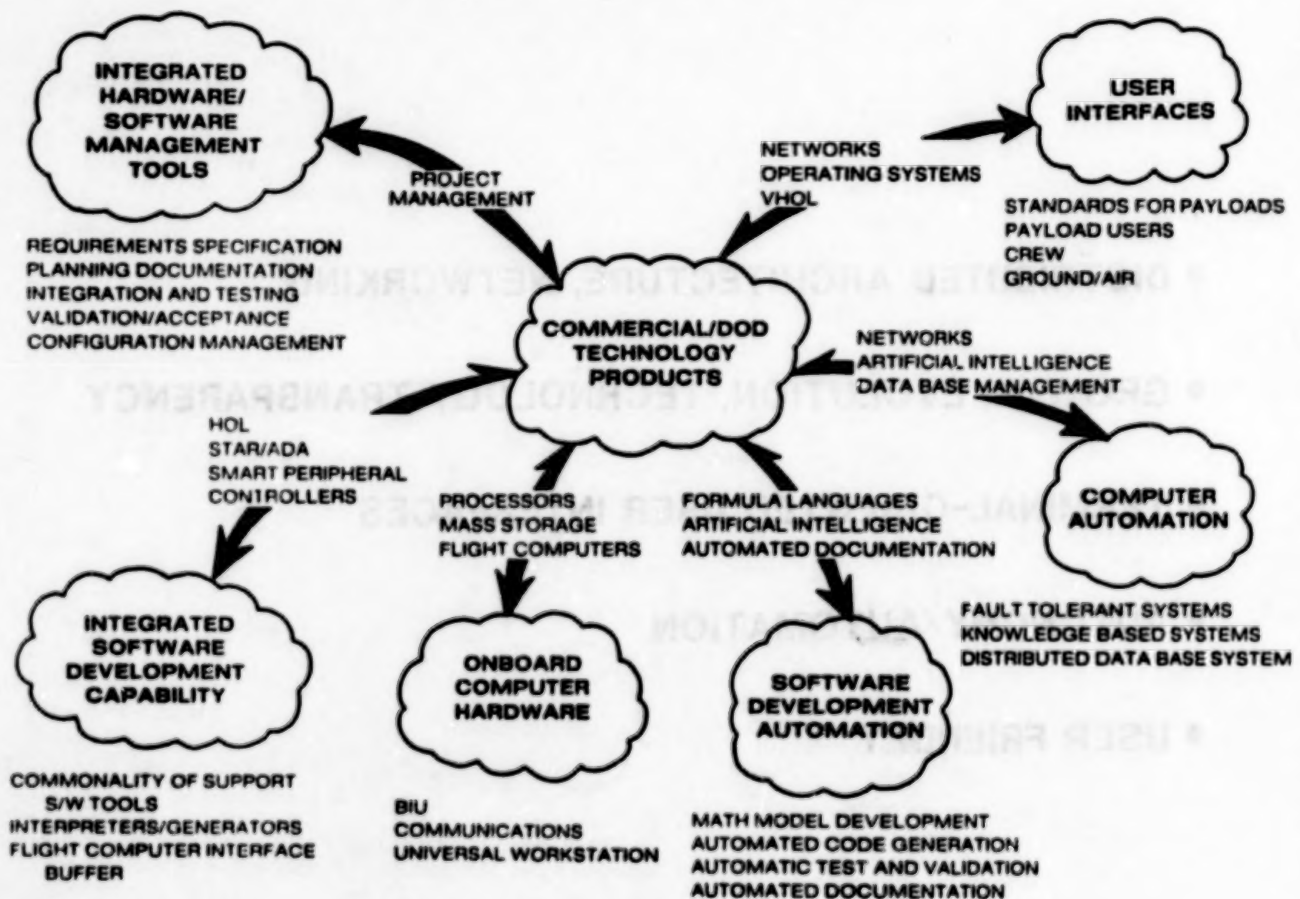 INTEGRATED
HARDWARE/
SOFTWARE
MANAGEMENT
TOOLS
REQUIREMENTS SPECIFICATION
PLANNING DOCUMENTATION
INTEGRATION AND TESTING
VALIDATION/ACCEPTANCE
CONFIGURATION MANAGEMENT
PROJECT
MANAGEMENT
NETWORKS
OPERATING SYSTEMS
VHOL
USER
INTERFACES
STANDARDS FOR PAYLOADS
PAYLOAD USERS
CREW
GROUND/AIR
COMMERCIAL/DOD
TECHNOLOGY
PRODUCTS
NETWORKS
ARTIFICIAL INTELLIGENCE
DATA BASE MANAGEMENT
COMPUTER
AUTOMATION
FAULT TOLERANT SYSTEMS
KNOWLEDGE BASED SYSTEMS
DISTRIBUTED DATA BASE SYSTEM
HOL
STAR/ADA
SMART PERIPHERAL
CONTROLLERS
INTEGRATED
SOFTWARE
DEVELOPMENT
CAPABILITY
COMMONALITY OF SUPPORT
S/W TOOLS
INTERPRETERS/GENERATORS
FLIGHT COMPUTER INTERFACE
BUFFER
PROCESSORS
MASS STORAGE
FLIGHT COMPUTERS
ONBOARD
COMPUTER
HARDWARE
BIU
COMMUNICATIONS
UNIVERSAL WORKSTATION
FORMULA LANGUAGES
ARTIFICIAL INTELLIGENCE
AUTOMATED DOCUMENTATION
SOFTWARE
DEVELOPMENT
AUTOMATION
MATH MODEL DEVELOPMENT
AUTOMATED CODE GENERATION
AUTOMATIC TEST AND VALIDATION
AUTOMATED DOCUMENTATION